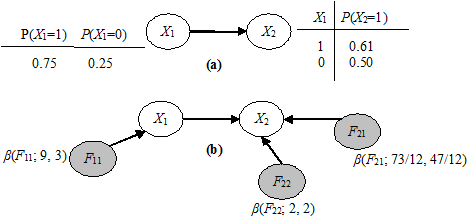 P(X1=1) P(X1=0)
0.75 0.25
X1 X2
(a)
X1 P(X2=1)
1 0.61
0 0.50
X1 X2
F11 F21
β(F11; 9, 3)
(b)
β(F21; 73/12, 47/12)
F22
β(F22; 2, 2)